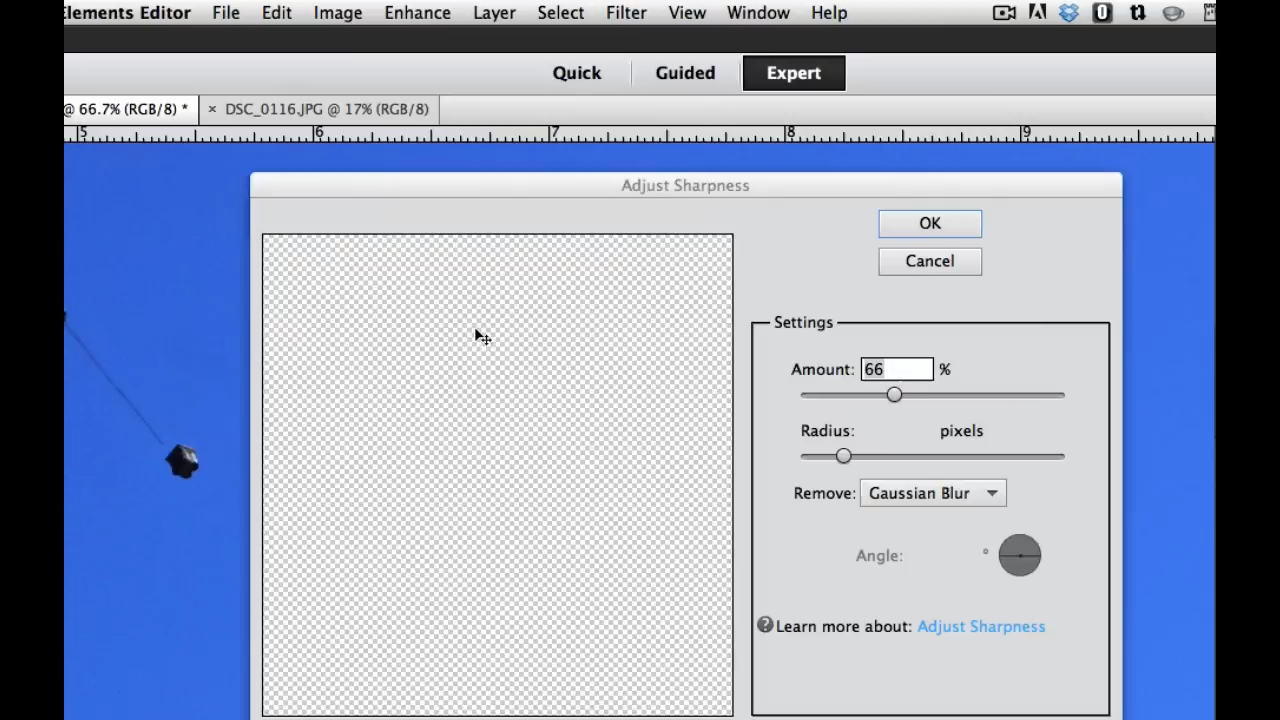 Elements Editor File Edit Image Enhance Layer Select Filter View Window Help
Quick Guided Expert
@ 66.7% (RGB/8) * × DSC_0116.JPG @ 17% (RGB/8)
5 6 7 8 9
Adjust Sharpness
OK
Cancel
Settings
Amount: 66 %
Radius: pixels
Remove: Gaussian Blur
Angle: °
? Learn more about: Adjust Sharpness